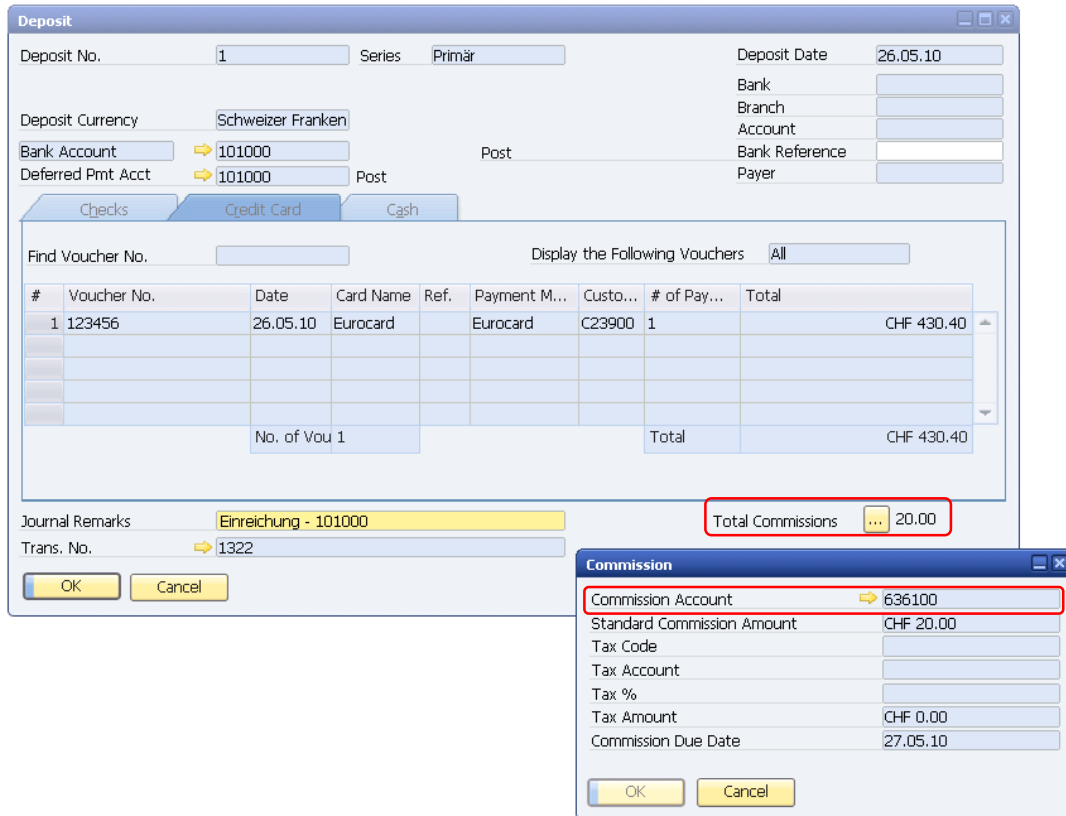 Deposit
Deposit No. 1 Series Primär Deposit Date 26.05.10
Bank
Branch
Deposit Currency Schweizer Franken
Account
Bank Account 101000 Post Bank Reference
Deferred Pmt Acct 101000 Post Payer
Checks Credit Card Cash
Find Voucher No. Display the Following Vouchers All
# Voucher No. Date Card Name Ref. Payment M... Custo... # of Pay... Total
1 123456 26.05.10 Eurocard Eurocard C23900 1 CHF 430.40
No. of Vou 1 Total CHF 430.40
Journal Remarks Einreichung - 101000 Total Commissions ... 20.00
Trans. No. 1322
OK Cancel
Commission
Commission Account 636100
Standard Commission Amount CHF 20.00
Tax Code
Tax Account
Tax %
Tax Amount CHF 0.00
Commission Due Date 27.05.10
OK Cancel